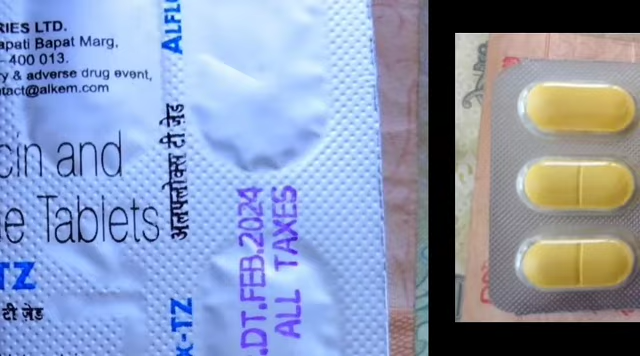 RIES LTD.
apati Bapat Marg,
- 400 013.
y & adverse drug event,
tact@alkem.com
cin and
e Tablets
TZ
टी ज़ेड
ALFL
अलफ्लोक्स टी ज़ेड
x-TZ
.DT.FEB.2024
ALL TAXES